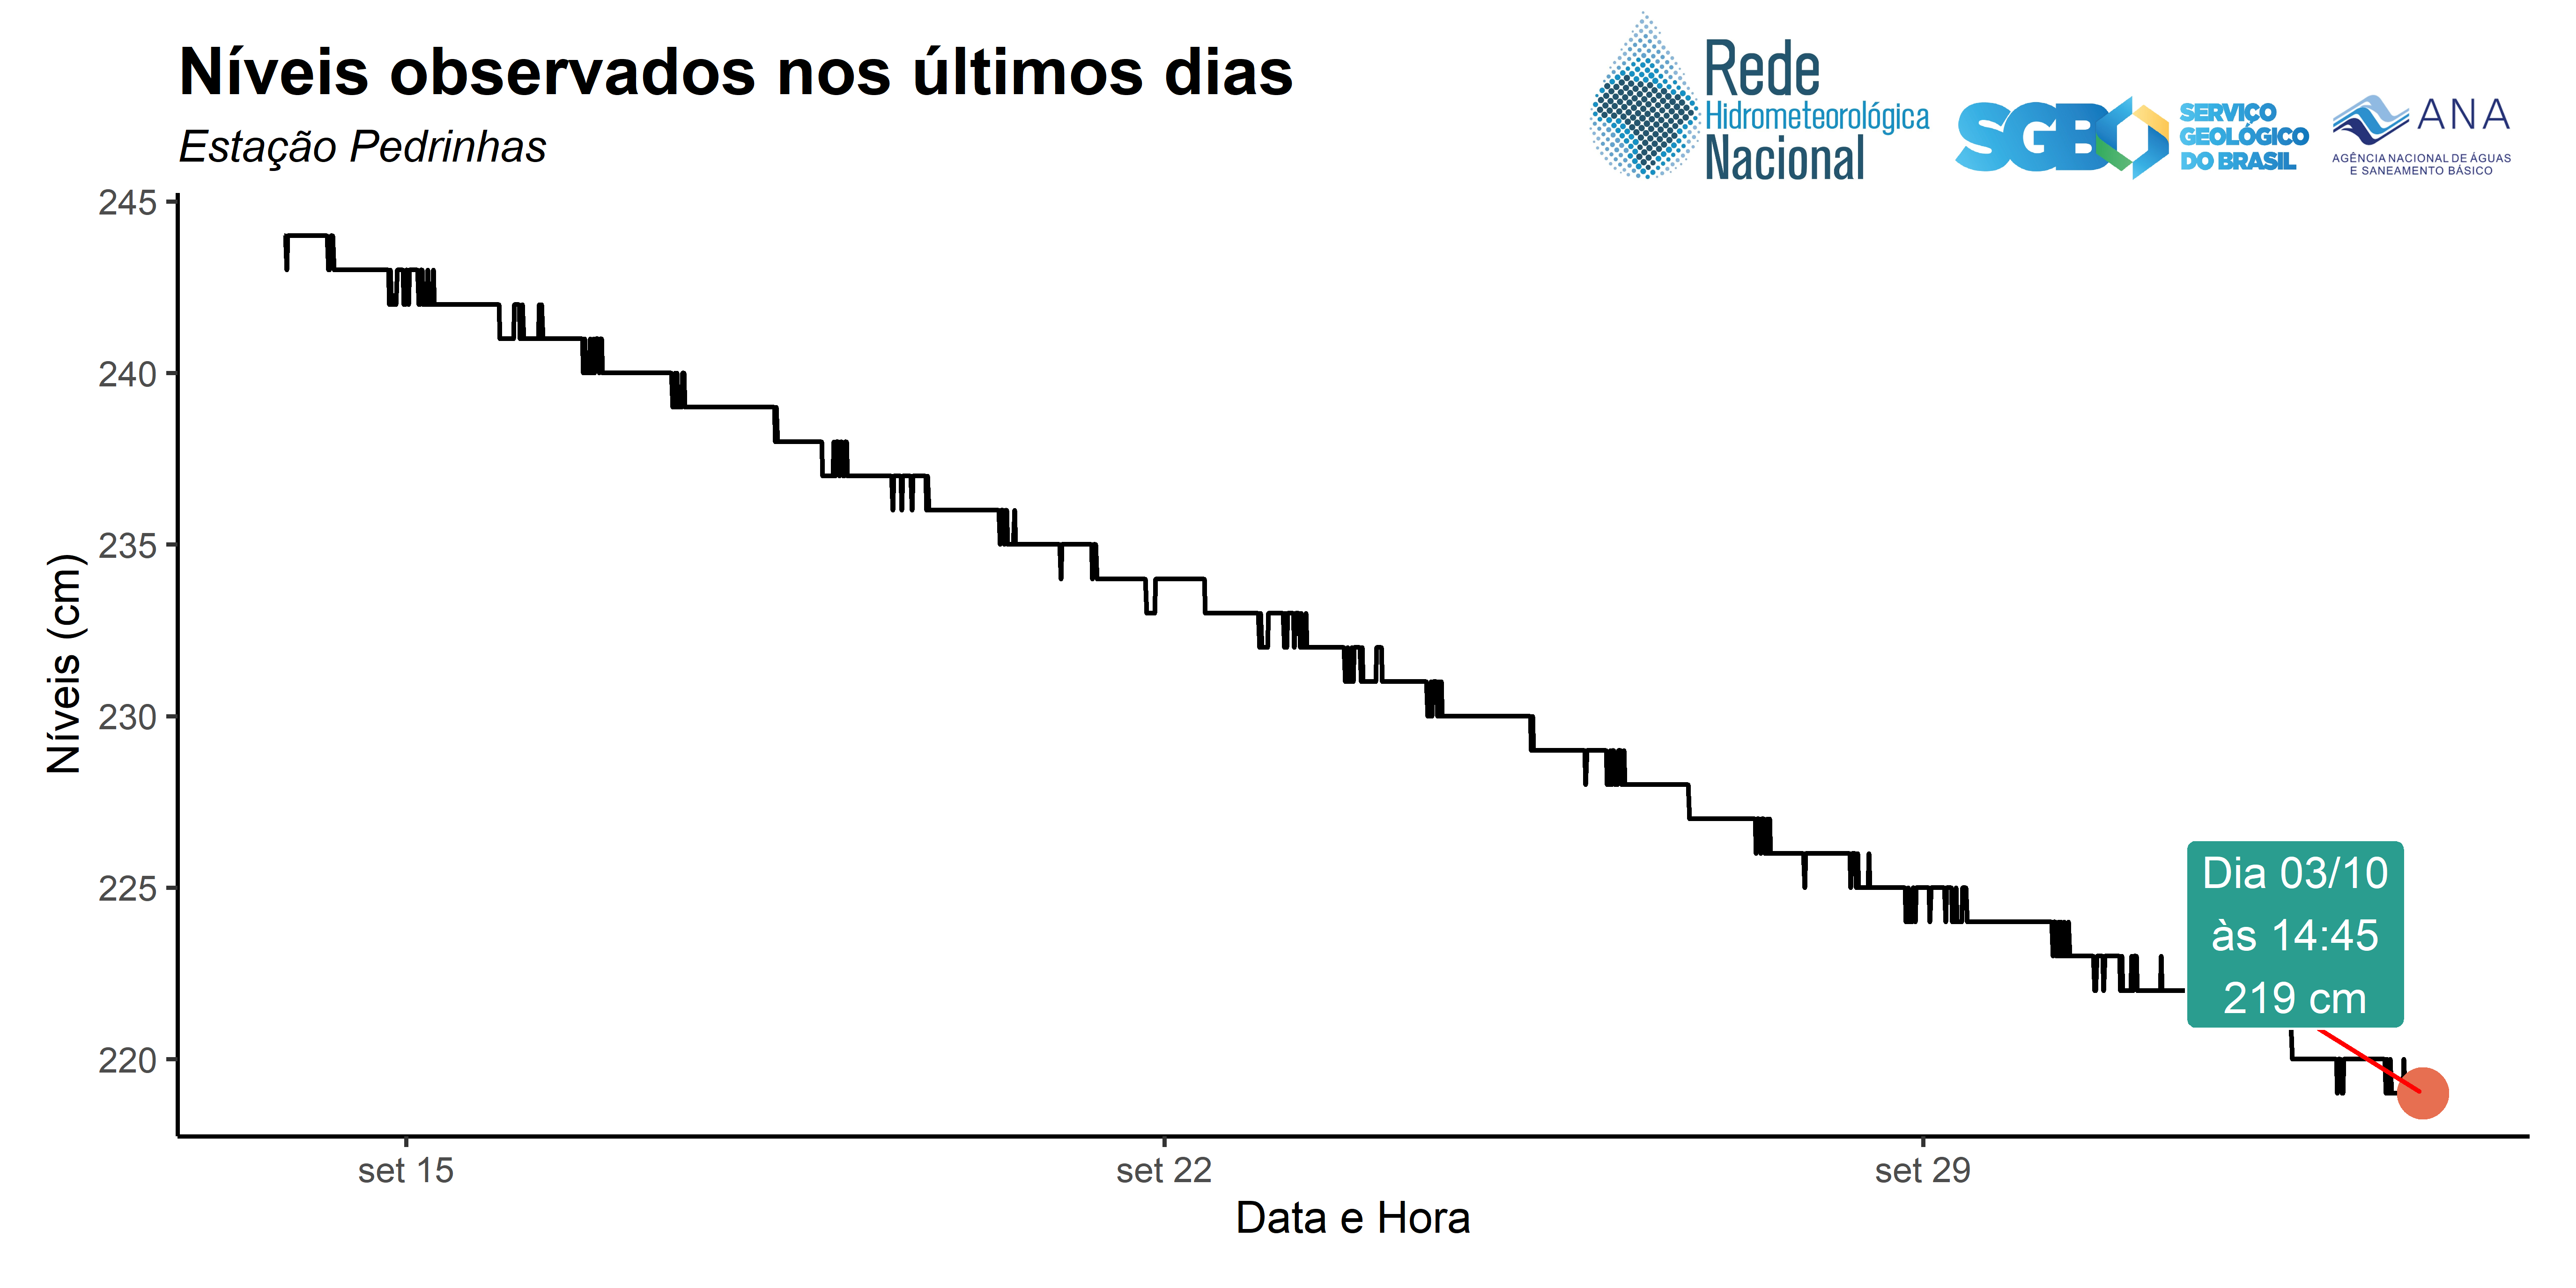 Níveis observados nos últimos dias
Estação Pedrinhas
Rede
Hidrometeorológica
Nacional
SGB
SERVIÇO
GEOLÓGICO
DO BRASIL
ANA
AGÊNCIA NACIONAL DE ÁGUAS
E SANEAMENTO BÁSICO
Níveis (cm)
245
240
235
230
225
220
Dia 03/10
às 14:45
219 cm
set 15
set 22
set 29
Data e Hora